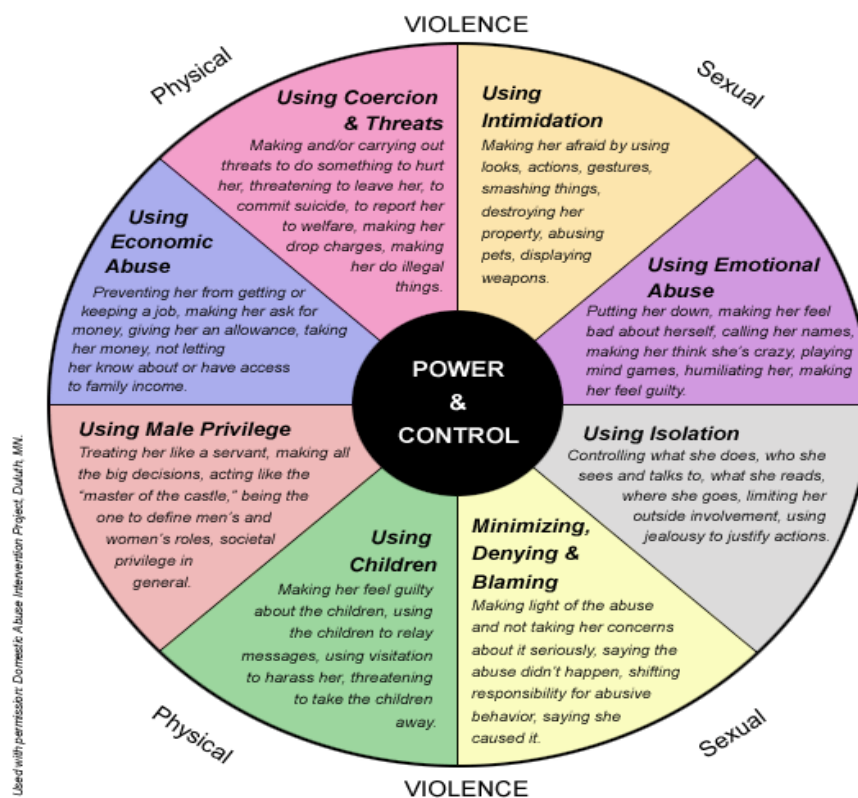 VIOLENCE
Physical
Sexual
Using Coercion
& Threats
Making and/or carrying out
threats to do something to hurt
her, threatening to leave her, to
commit suicide, to report her
to welfare, making her
drop charges, making
her do illegal
things.
Using
Intimidation
Making her afraid by using
looks, actions, gestures,
smashing things,
destroying her
property, abusing
pets, displaying
weapons.
Using
Economic
Abuse
Preventing her from getting or
keeping a job, making her ask for
money, giving her an allowance, taking
her money, not letting
her know about or have access
to family income.
Using Emotional
Abuse
Putting her down, making her feel
bad about herself, calling her names,
making her think she's crazy, playing
mind games, humiliating her, making
her feel guilty.
POWER
&
CONTROL
Using Male Privilege
Treating her like a servant, making all
the big decisions, acting like the
“master of the castle,” being the
one to define men's and
women's roles, societal
privilege in
general.
Using Isolation
Controlling what she does, who she
sees and talks to, what she reads,
where she goes, limiting her
outside involvement, using
jealousy to justify actions.
Using
Children
Making her feel guilty
about the children, using
the children to relay
messages, using visitation
to harass her, threatening
to take the children
away.
Minimizing,
Denying &
Blaming
Making light of the abuse
and not taking her concerns
about it seriously, saying the
abuse didn't happen, shifting
responsibility for abusive
behavior, saying she
caused it.
Physical
Sexual
VIOLENCE
Used with permission: Domestic Abuse Intervention Project, Duluth, MN.